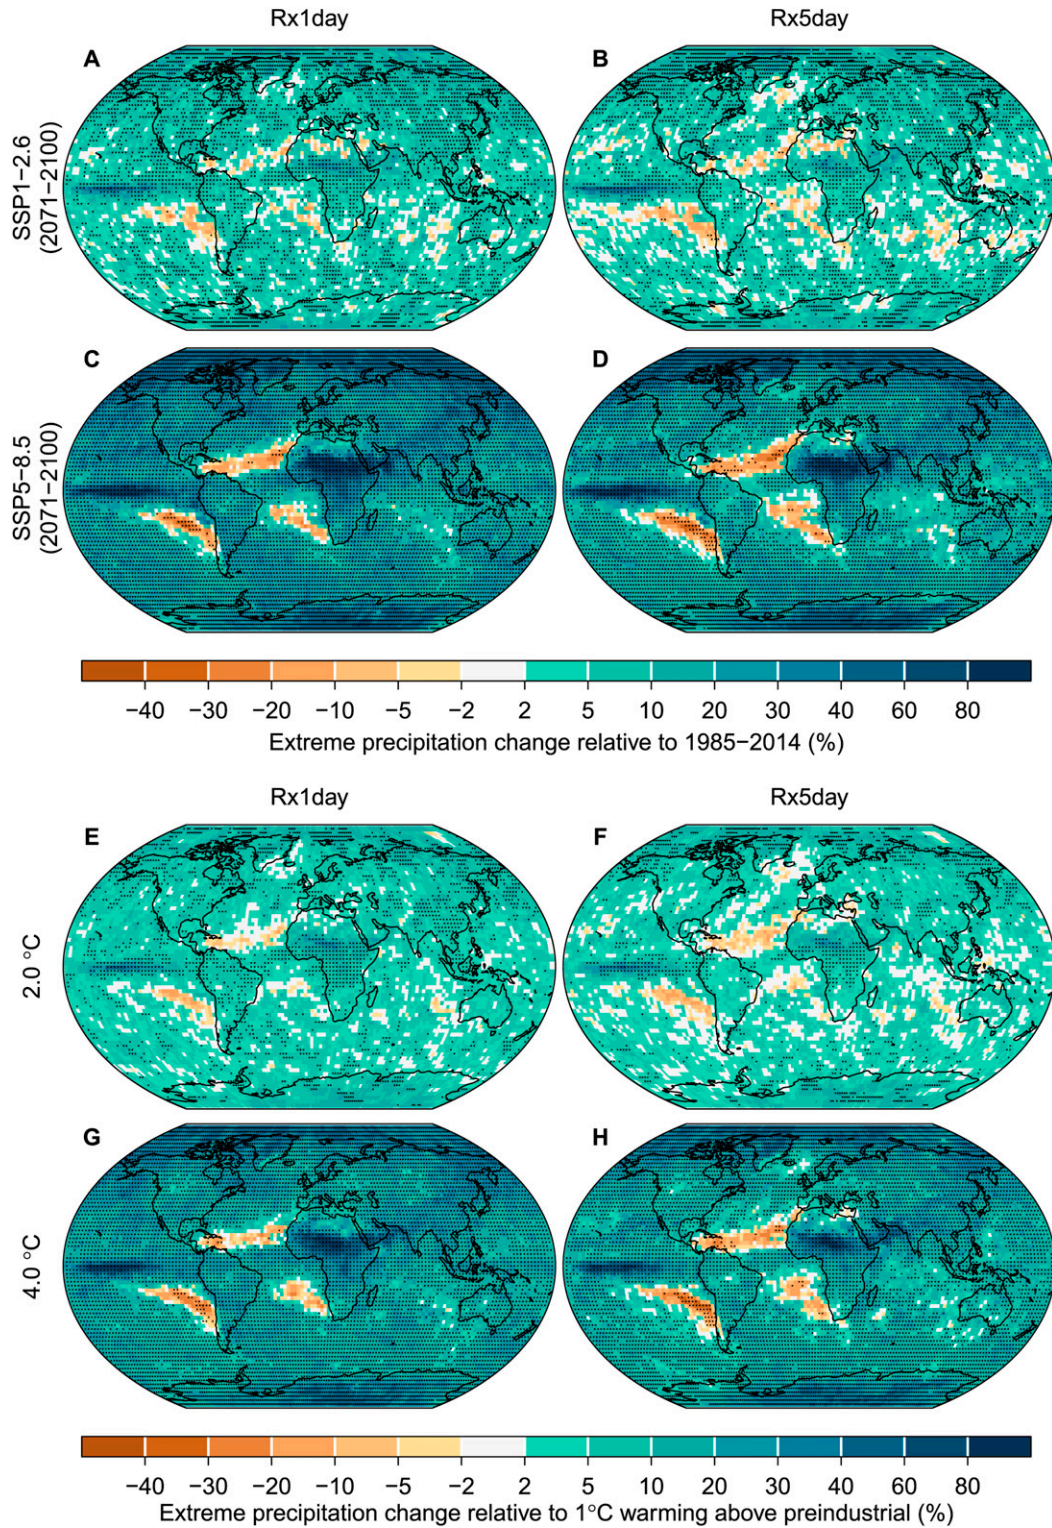 Rx1day
Rx5day
A
B
SSP1−2.6
(2071−2100)
C
D
SSP5−8.5
(2071−2100)
−40 −30 −20 −10 −5 −2 2 5 10 20 30 40 60 80
Extreme precipitation change relative to 1985−2014 (%)
Rx1day
Rx5day
E
F
2.0 °C
G
H
4.0 °C
−40 −30 −20 −10 −5 −2 2 5 10 20 30 40 60 80
Extreme precipitation change relative to 1°C warming above preindustrial (%)